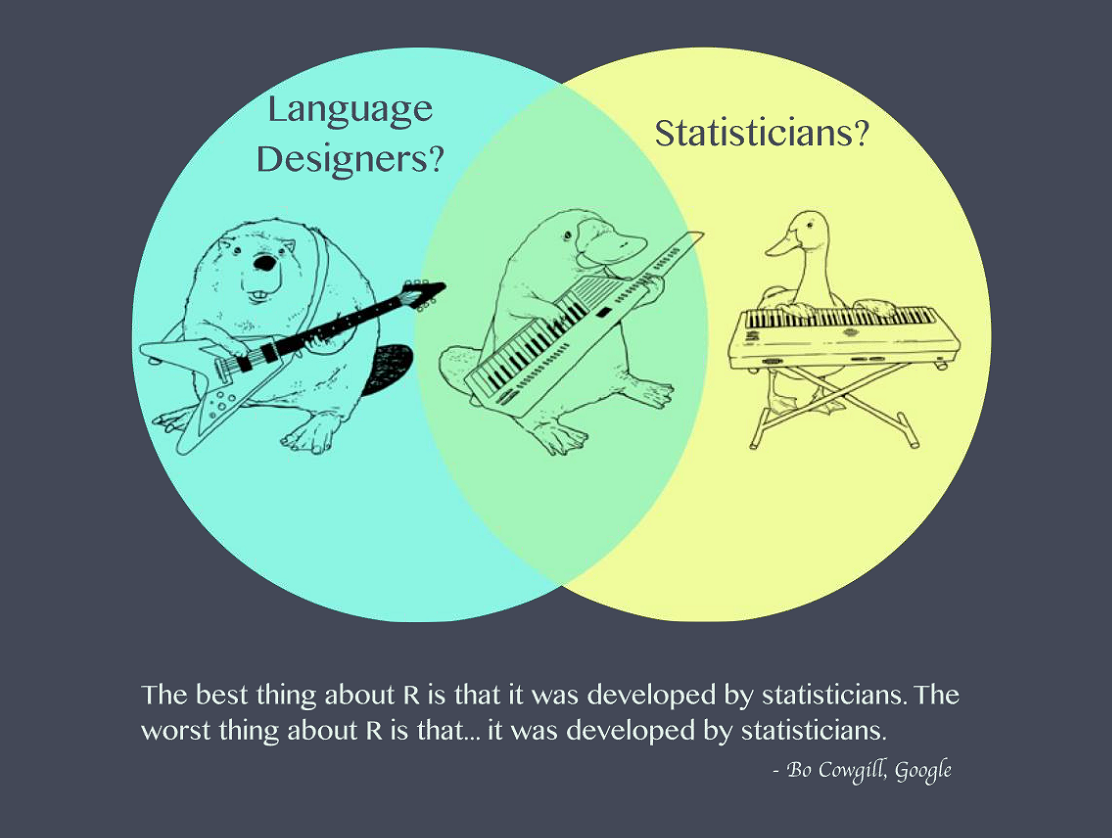 Language
Designers?
Statisticians?
The best thing about R is that it was developed by statisticians. The
worst thing about R is that... it was developed by statisticians.
- Bo Cowgill, Google